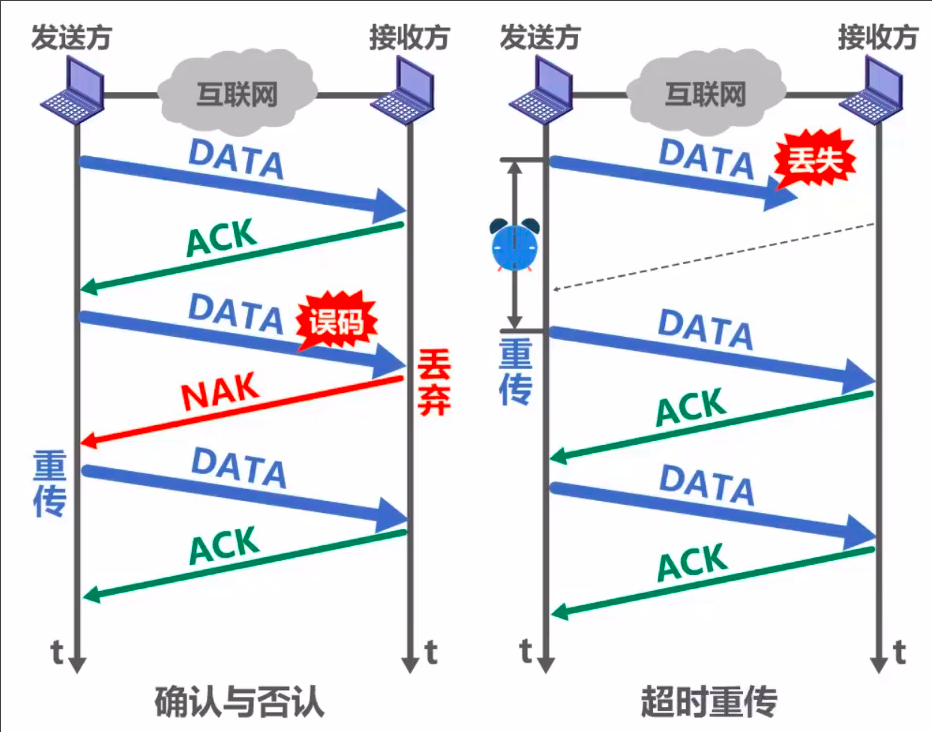 发送方
接收方
互联网
DATA
ACK
DATA
误码
丢弃
NAK
重传
DATA
ACK
t
t
确认与否认
发送方
接收方
互联网
DATA
丢失
重传
DATA
ACK
DATA
ACK
t
t
超时重传